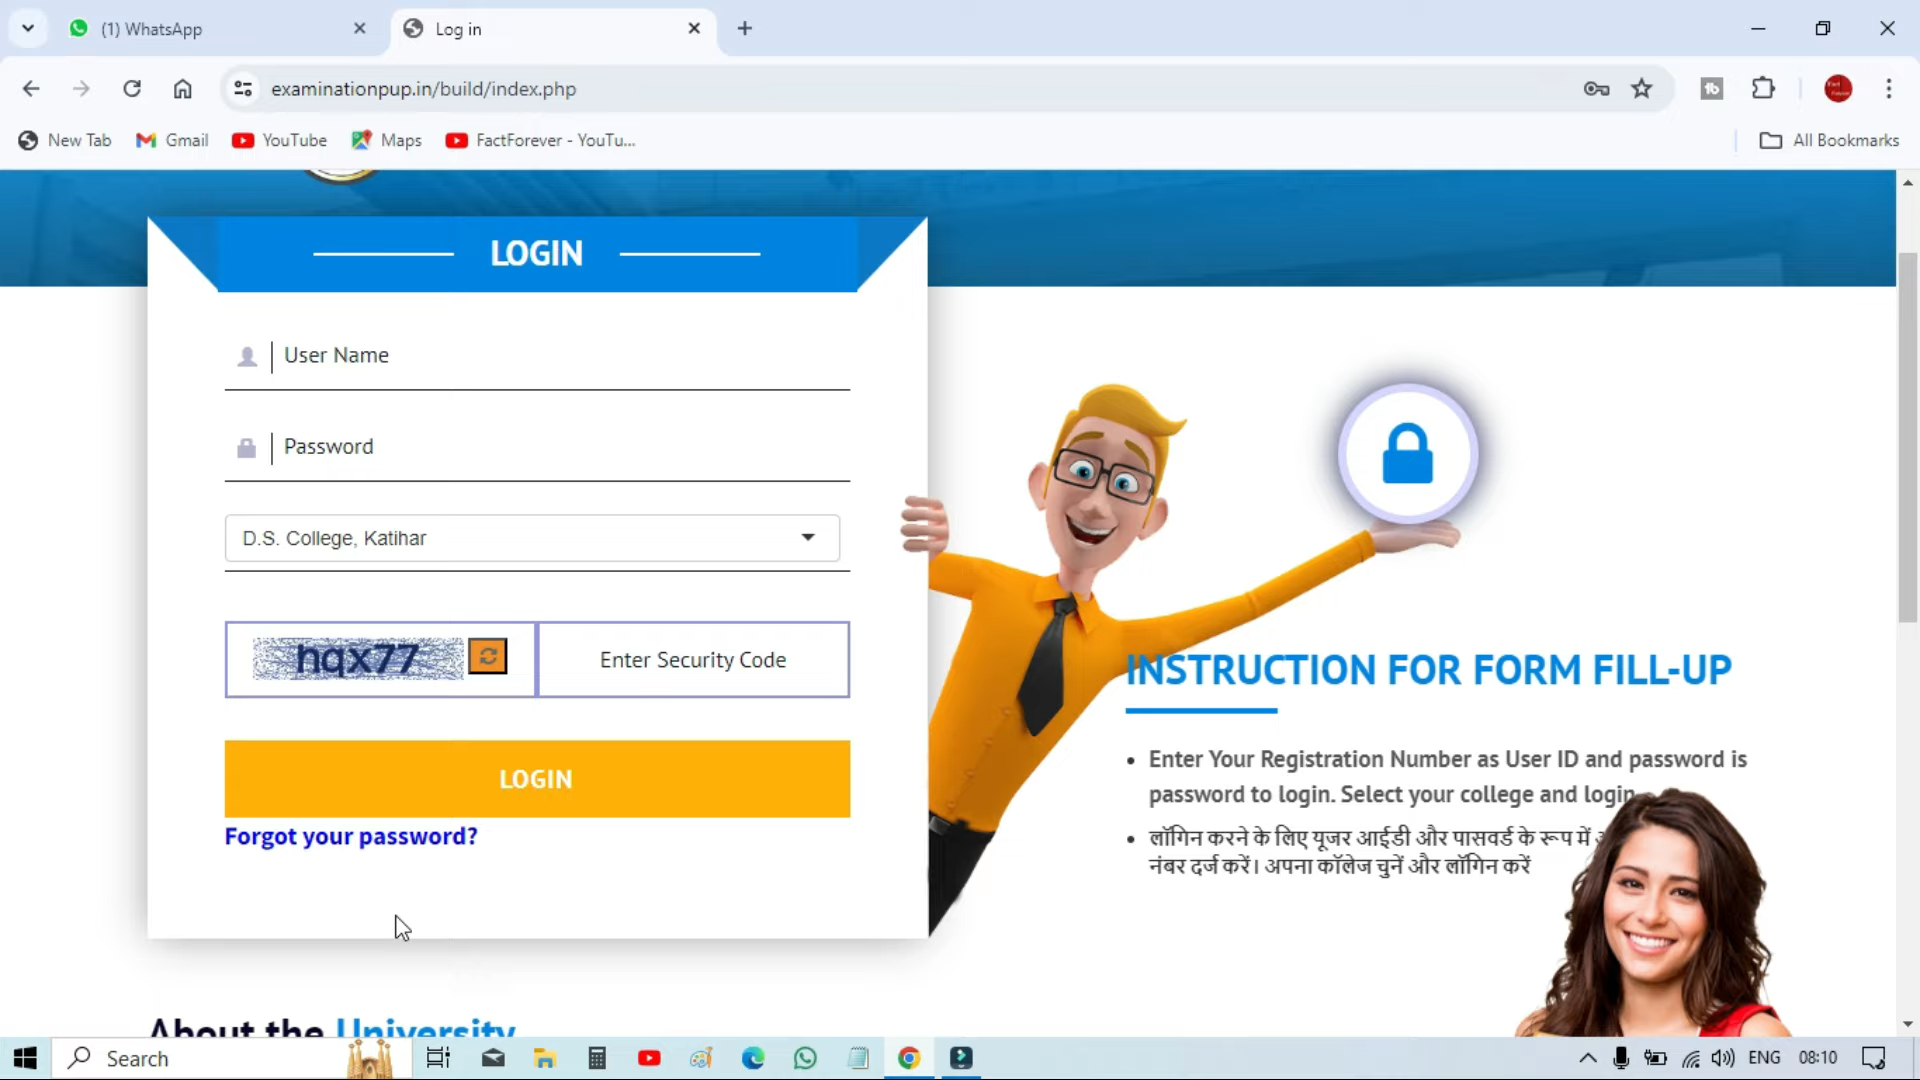 (1) WhatsApp
Log in
examinationpup.in/build/index.php
New Tab
Gmail
YouTube
Maps
FactForever - YouTu...
All Bookmarks
LOGIN
User Name
Password
D.S. College, Katihar
hqx77
Enter Security Code
LOGIN
Forgot your password?
INSTRUCTION FOR FORM FILL-UP
• Enter Your Registration Number as User ID and password is
password to login. Select your college and login
• लॉगिन करने के लिए यूजर आईडी और पासवर्ड के रूप में
नंबर दर्ज करें। अपना कॉलेज चुनें और लॉगिन करें
About the University
Search
ENG
08:10